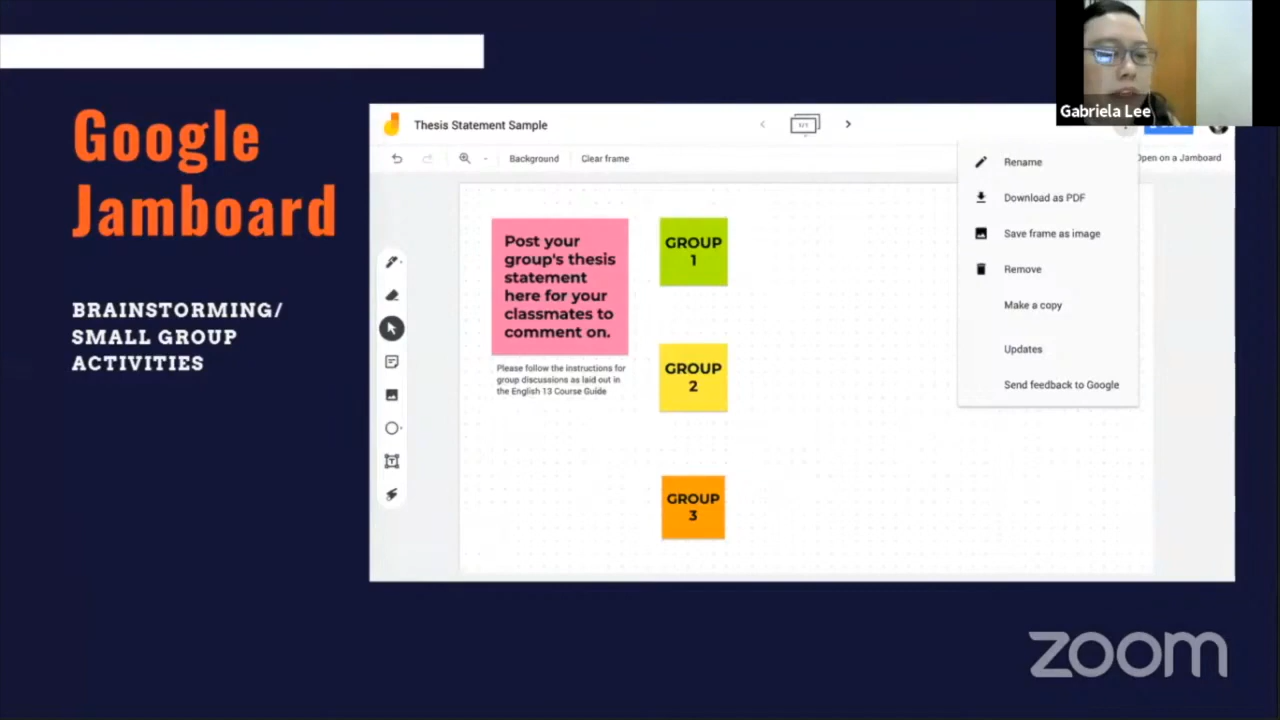 Google
Jamboard
BRAINSTORMING/
SMALL GROUP
ACTIVITIES
Gabriela Lee
Thesis Statement Sample
1/1
Background
Clear frame
Open on a Jamboard
Rename
Download as PDF
Save frame as image
Remove
Make a copy
Updates
Send feedback to Google
Post your
group's thesis
statement
here for your
classmates to
comment on.
Please follow the instructions for
group discussions as laid out in
the English 13 Course Guide
GROUP
1
GROUP
2
GROUP
3
zoom